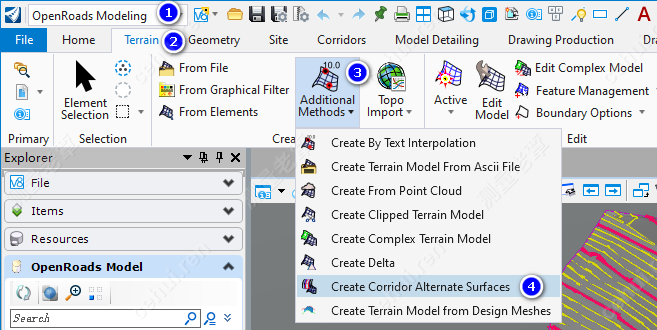 OpenRoads Modeling 1
File Home Terrain 2 Geometry Site Corridors Model Detailing Drawing Production
From File
From Graphical Filter
From Elements
Element Selection
10.0
3
Additional Methods
Topo Import
Active
Edit Model
Edit Complex Model
Feature Management
Boundary Options
Primary Selection Edit
Create By Text Interpolation
Create Terrain Model From Ascii File
Create From Point Cloud
Create Clipped Terrain Model
Create Complex Terrain Model
Create Delta
Create Corridor Alternate Surfaces 4
Create Terrain Model from Design Meshes
Explorer
File
Items
Resources
OpenRoads Model
Search